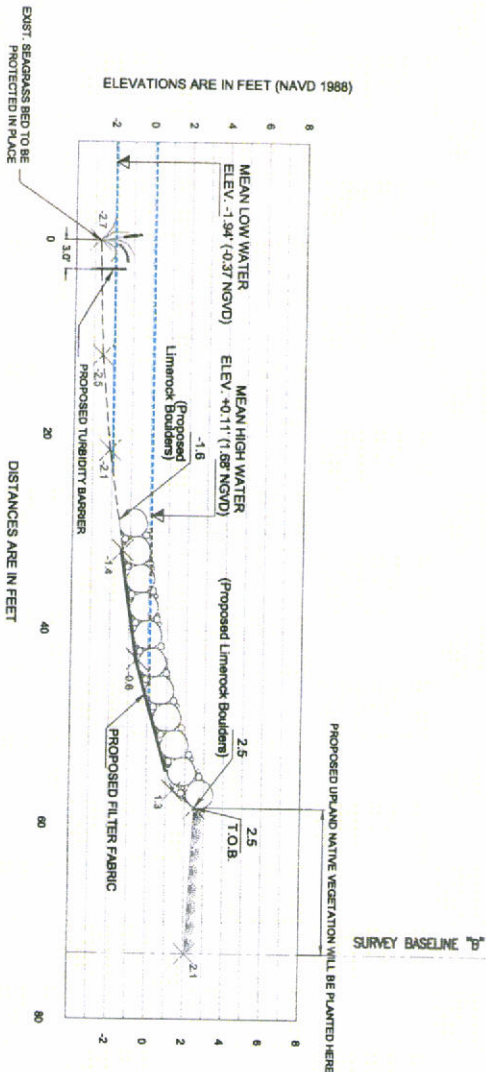 ELEVATIONS ARE IN FEET (NAVD 1988)
8
6
4
2
0
-2
EXIST. SEAGRASS BED TO BE
PROTECTED IN PLACE
MEAN LOW WATER
ELEV. -1.94' (-0.37 NGVD)
MEAN HIGH WATER
ELEV. +0.11' (1.68' NGVD)
-2.7
3.0'
PROPOSED TURBIDITY BARRIER
-2.5
-2.1
-1.6
(Proposed
Limerock Boulders)
-1.4
-0.6
PROPOSED FILTER FABRIC
1.3
2.5
(Proposed Limerock Boulders)
2.5
T.O.B.
PROPOSED UPLAND NATIVE VEGETATION WILL BE PLANTED HERE
2.1
SURVEY BASELINE "B"
8
6
4
2
0
-2
0
20
40
60
80
DISTANCES ARE IN FEET